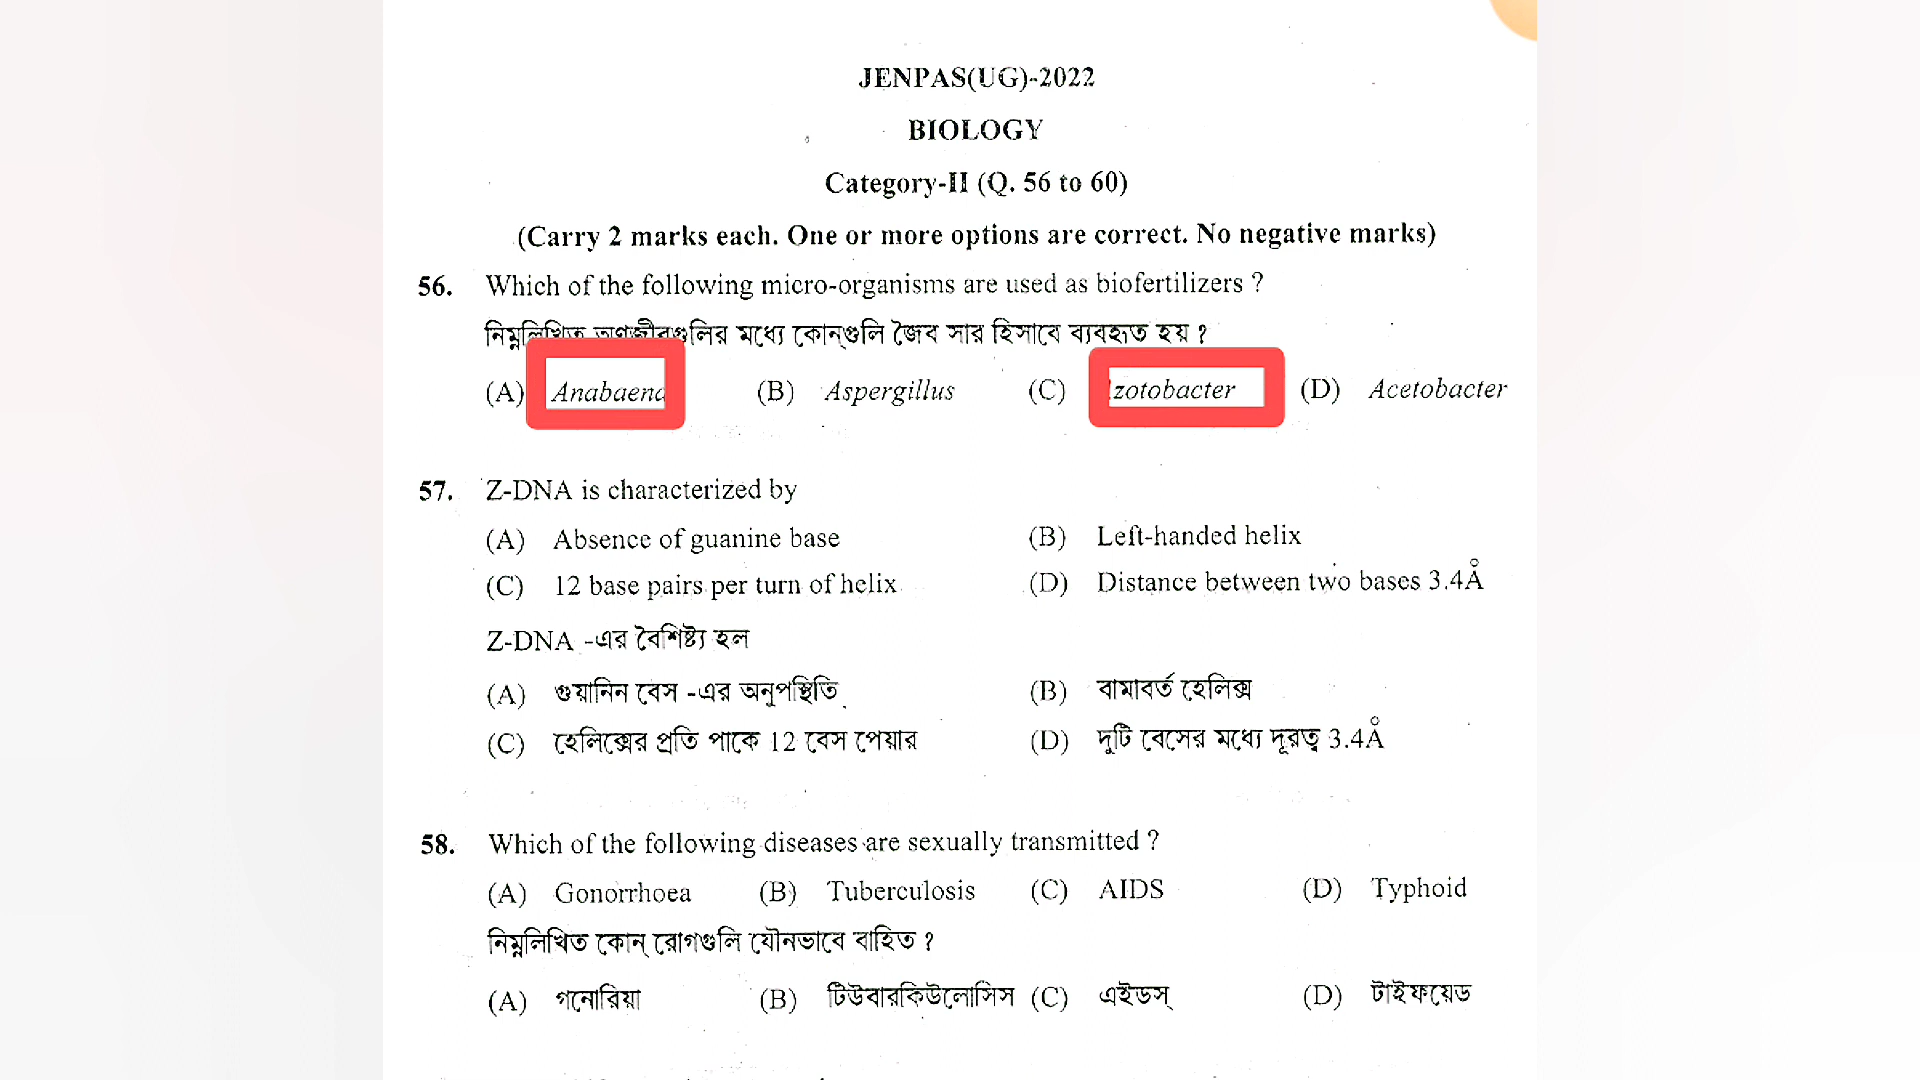 JENPAS(UG)-2022
BIOLOGY
Category-II (Q. 56 to 60)
(Carry 2 marks each. One or more options are correct. No negative marks)
56. Which of the following micro-organisms are used as biofertilizers ?
নিম্নলিখিত অণুজীবগুলির মধ্যে কোন্‌গুলি জৈব সার হিসাবে ব্যবহৃত হয় ?
(A) Anabaena (B) Aspergillus (C) Azotobacter (D) Acetobacter
57. Z-DNA is characterized by
(A) Absence of guanine base (B) Left-handed helix
(C) 12 base pairs per turn of helix (D) Distance between two bases 3.4Å
Z-DNA -এর বৈশিষ্ট্য হল
(A) গুয়ানিন বেস -এর অনুপস্থিতি (B) বামাবর্ত হেলিক্স
(C) হেলিক্সের প্রতি পাকে 12 বেস পেয়ার (D) দুটি বেসের মধ্যে দূরত্ব 3.4Å
58. Which of the following diseases are sexually transmitted ?
(A) Gonorrhoea (B) Tuberculosis (C) AIDS (D) Typhoid
নিম্নলিখিত কোন্ রোগগুলি যৌনভাবে বাহিত ?
(A) গনোরিয়া (B) টিউবারকিউলোসিস (C) এইডস্ (D) টাইফয়েড